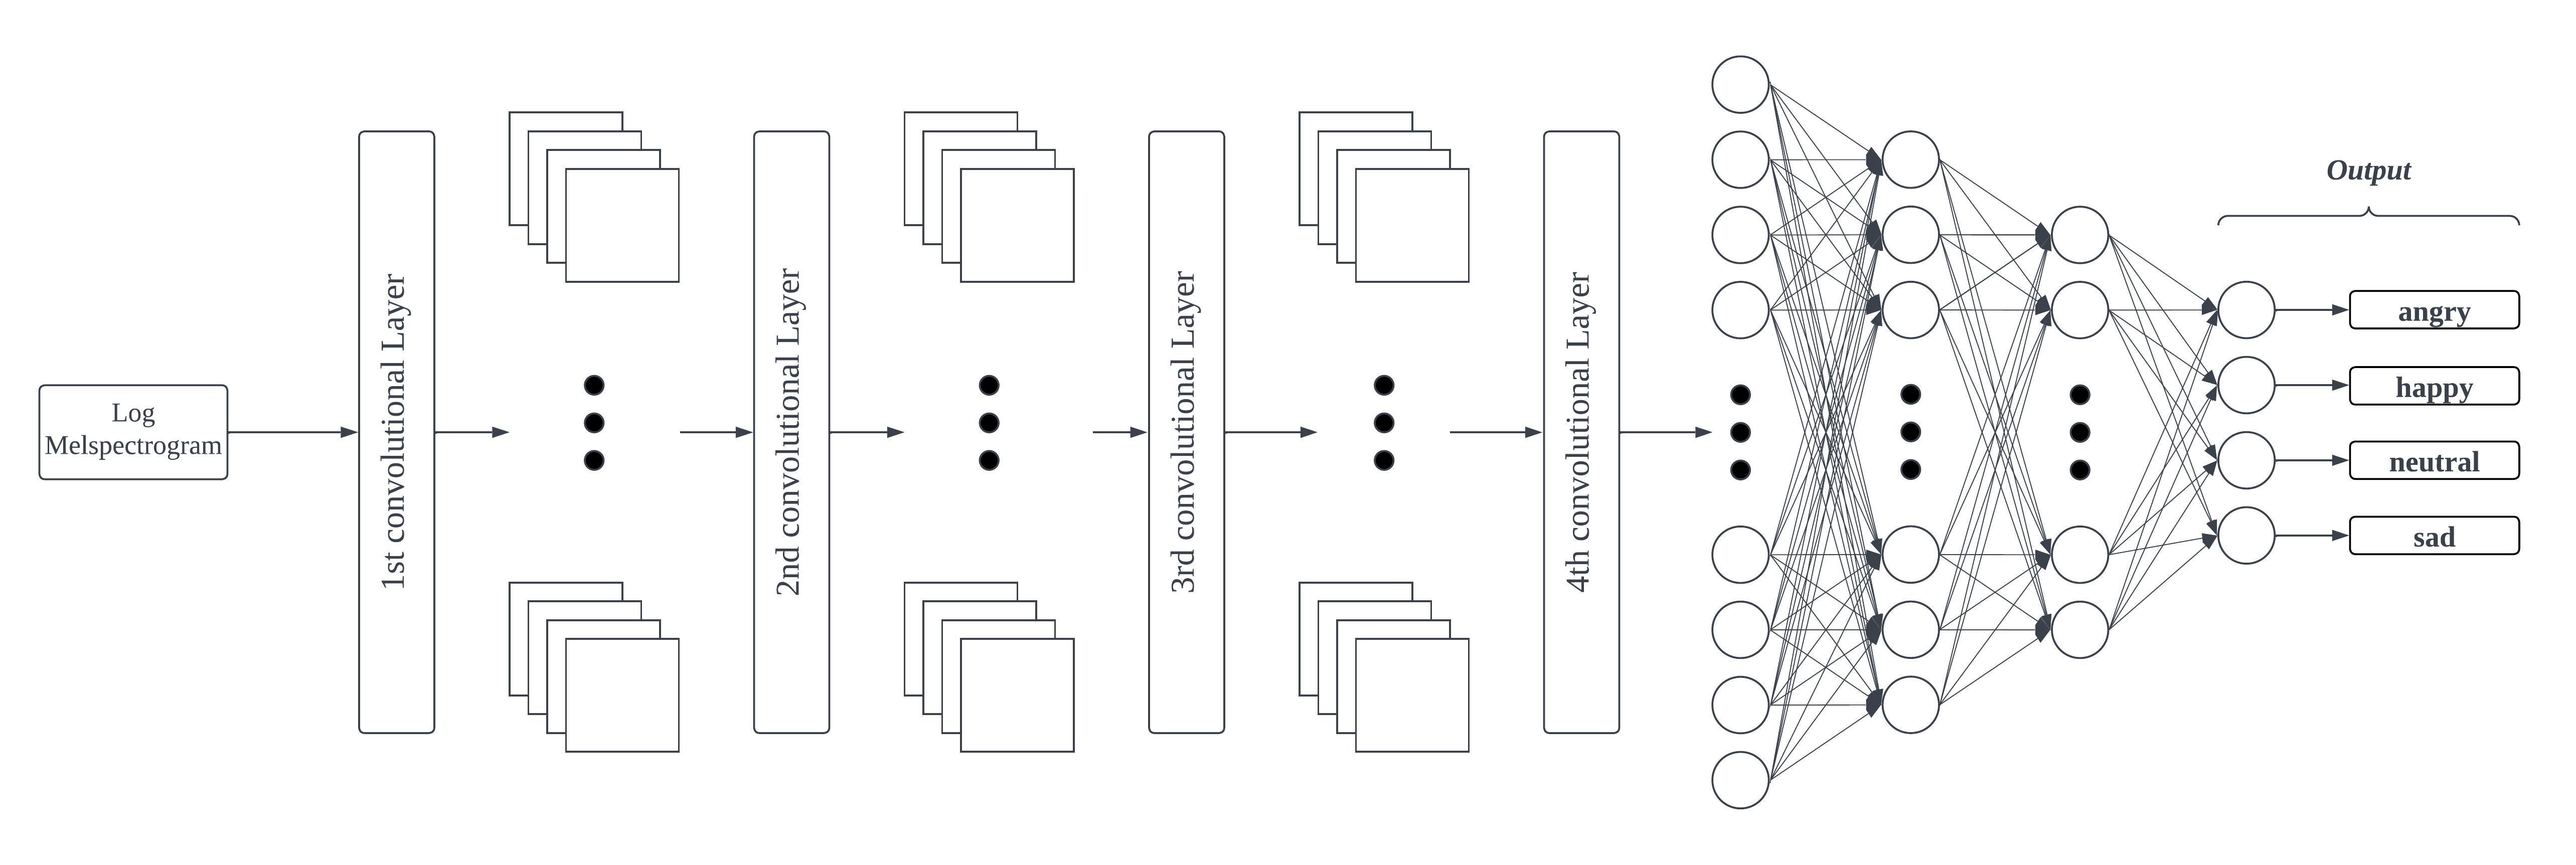 Log
Melspectrogram
1st convolutional Layer
2nd convolutional Layer
3rd convolutional Layer
4th convolutional Layer
Output
angry
happy
neutral
sad